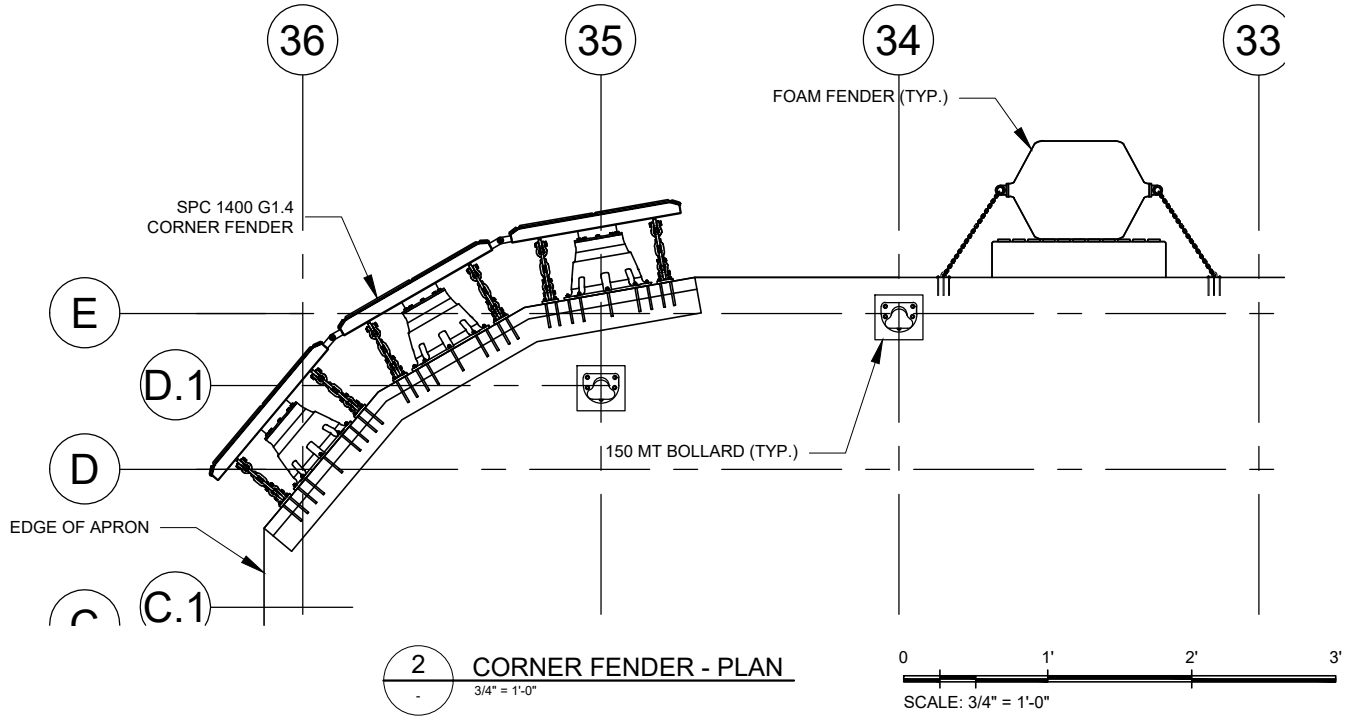 36
35
34
33
FOAM FENDER (TYP.)
SPC 1400 G1.4
CORNER FENDER
E
D.1
150 MT BOLLARD (TYP.)
D
EDGE OF APRON
C.1
C
2
-
CORNER FENDER - PLAN
3/4" = 1'-0"
0
1'
2'
3'
SCALE: 3/4" = 1'-0"